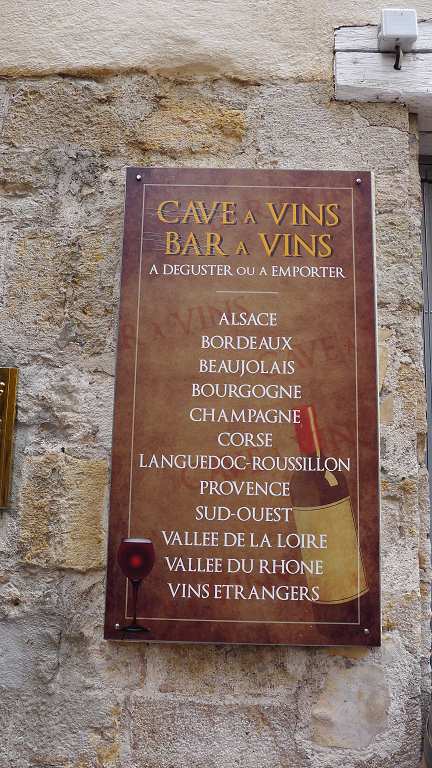 CAVE A VINS
BAR A VINS
A DEGUSTER OU A EMPORTER
ALSACE
BORDEAUX
BEAUJOLAIS
BOURGOGNE
CHAMPAGNE
CORSE
LANGUEDOC-ROUSSILLON
PROVENCE
SUD-OUEST
VALLEE DE LA LOIRE
VALLEE DU RHONE
VINS ETRANGERS